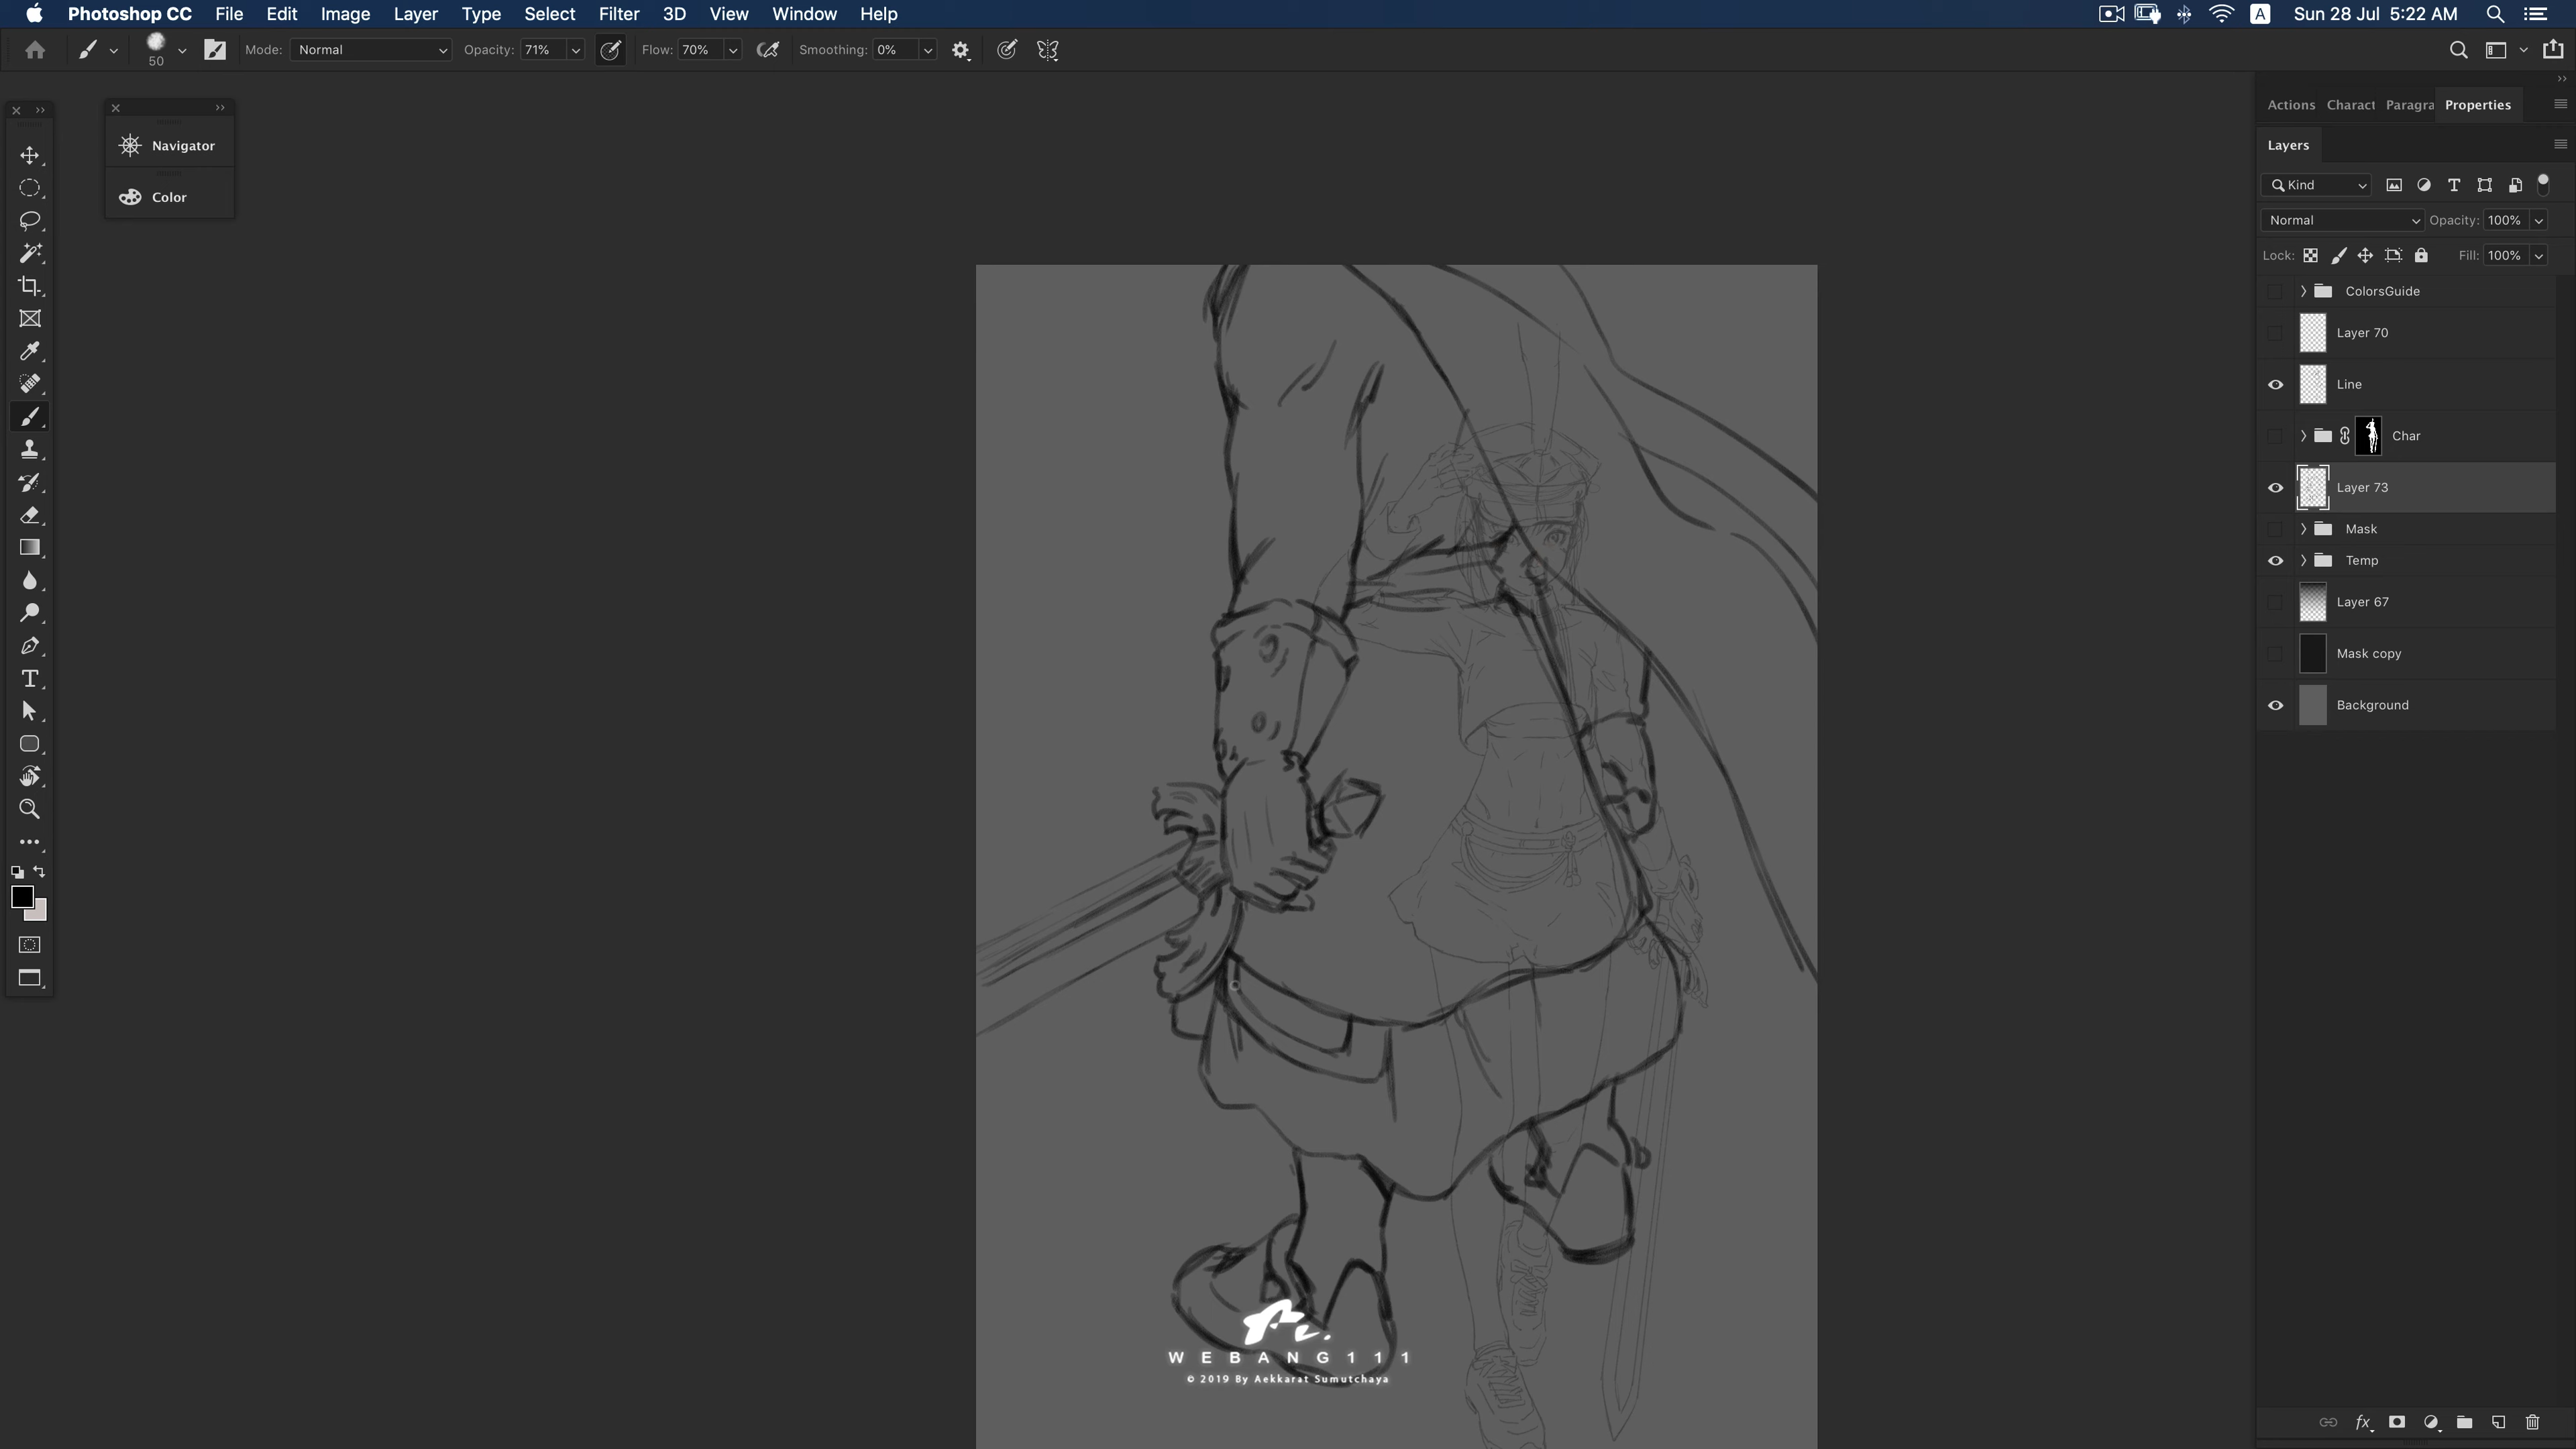 Photoshop CC File Edit Image Layer Type Select Filter 3D View Window Help A Sun 28 Jul 5:22 AM
50 Mode: Normal Opacity: 71% Flow: 70% Smoothing: 0%
Actions Charact Paragra Properties
Navigator
Color
Layers
Kind
Normal Opacity: 100%
Lock: Fill: 100%
ColorsGuide
Layer 70
Line
Char
Layer 73
Mask
Temp
Layer 67
Mask copy
Background
WEBANG111
© 2019 By Aekkarat Sumutchaya
fx